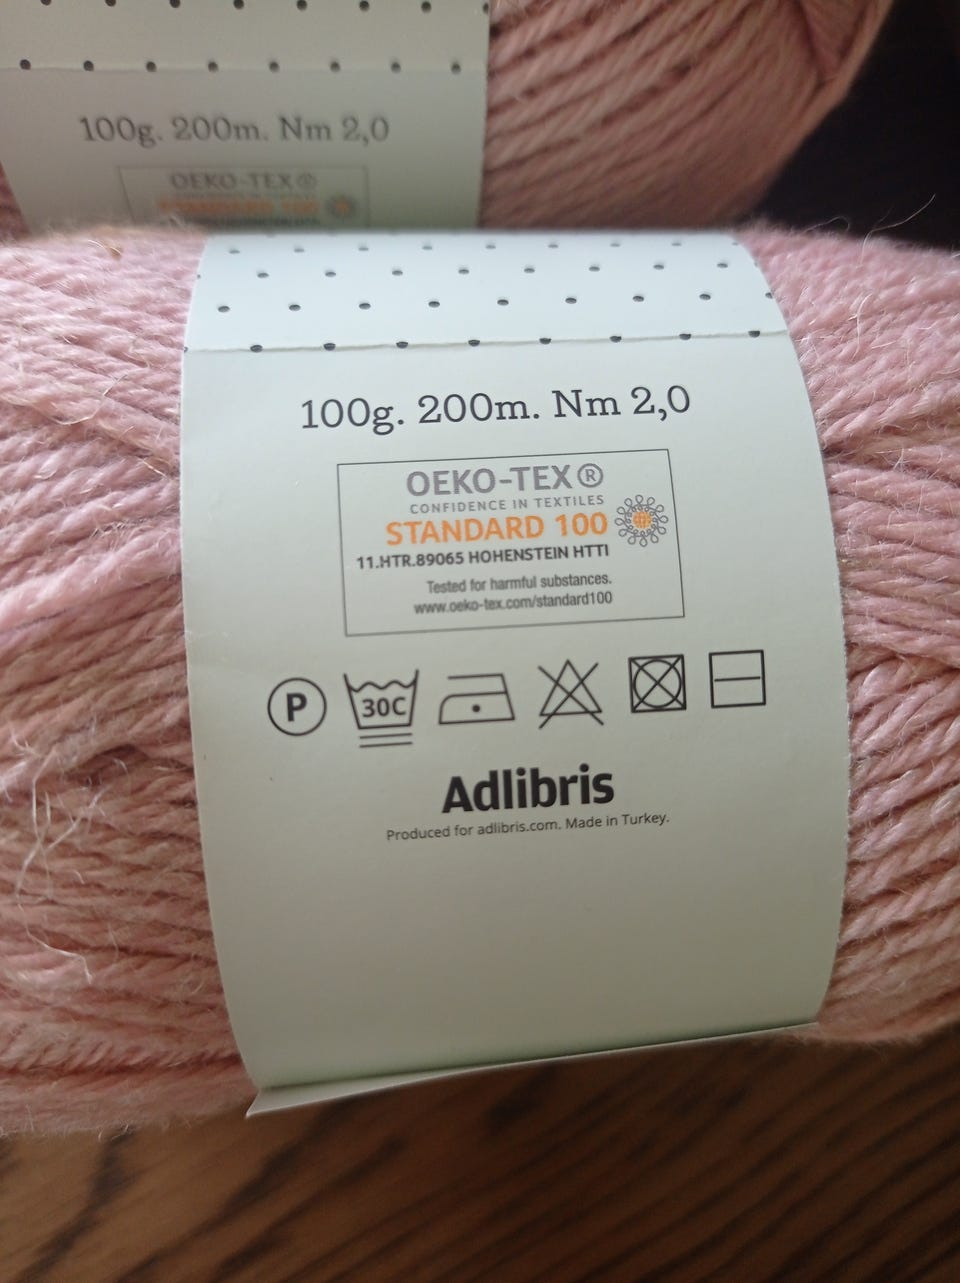 100g. 200m. Nm 2,0
OEKO-TEX®
STANDARD 100
100g. 200m. Nm 2,0
OEKO-TEX®
CONFIDENCE IN TEXTILES
STANDARD 100
11.HTR.89065 HOHENSTEIN HTTI
Tested for harmful substances.
www.oeko-tex.com/standard100
P 30C
Adlibris
Produced for adlibris.com. Made in Turkey.